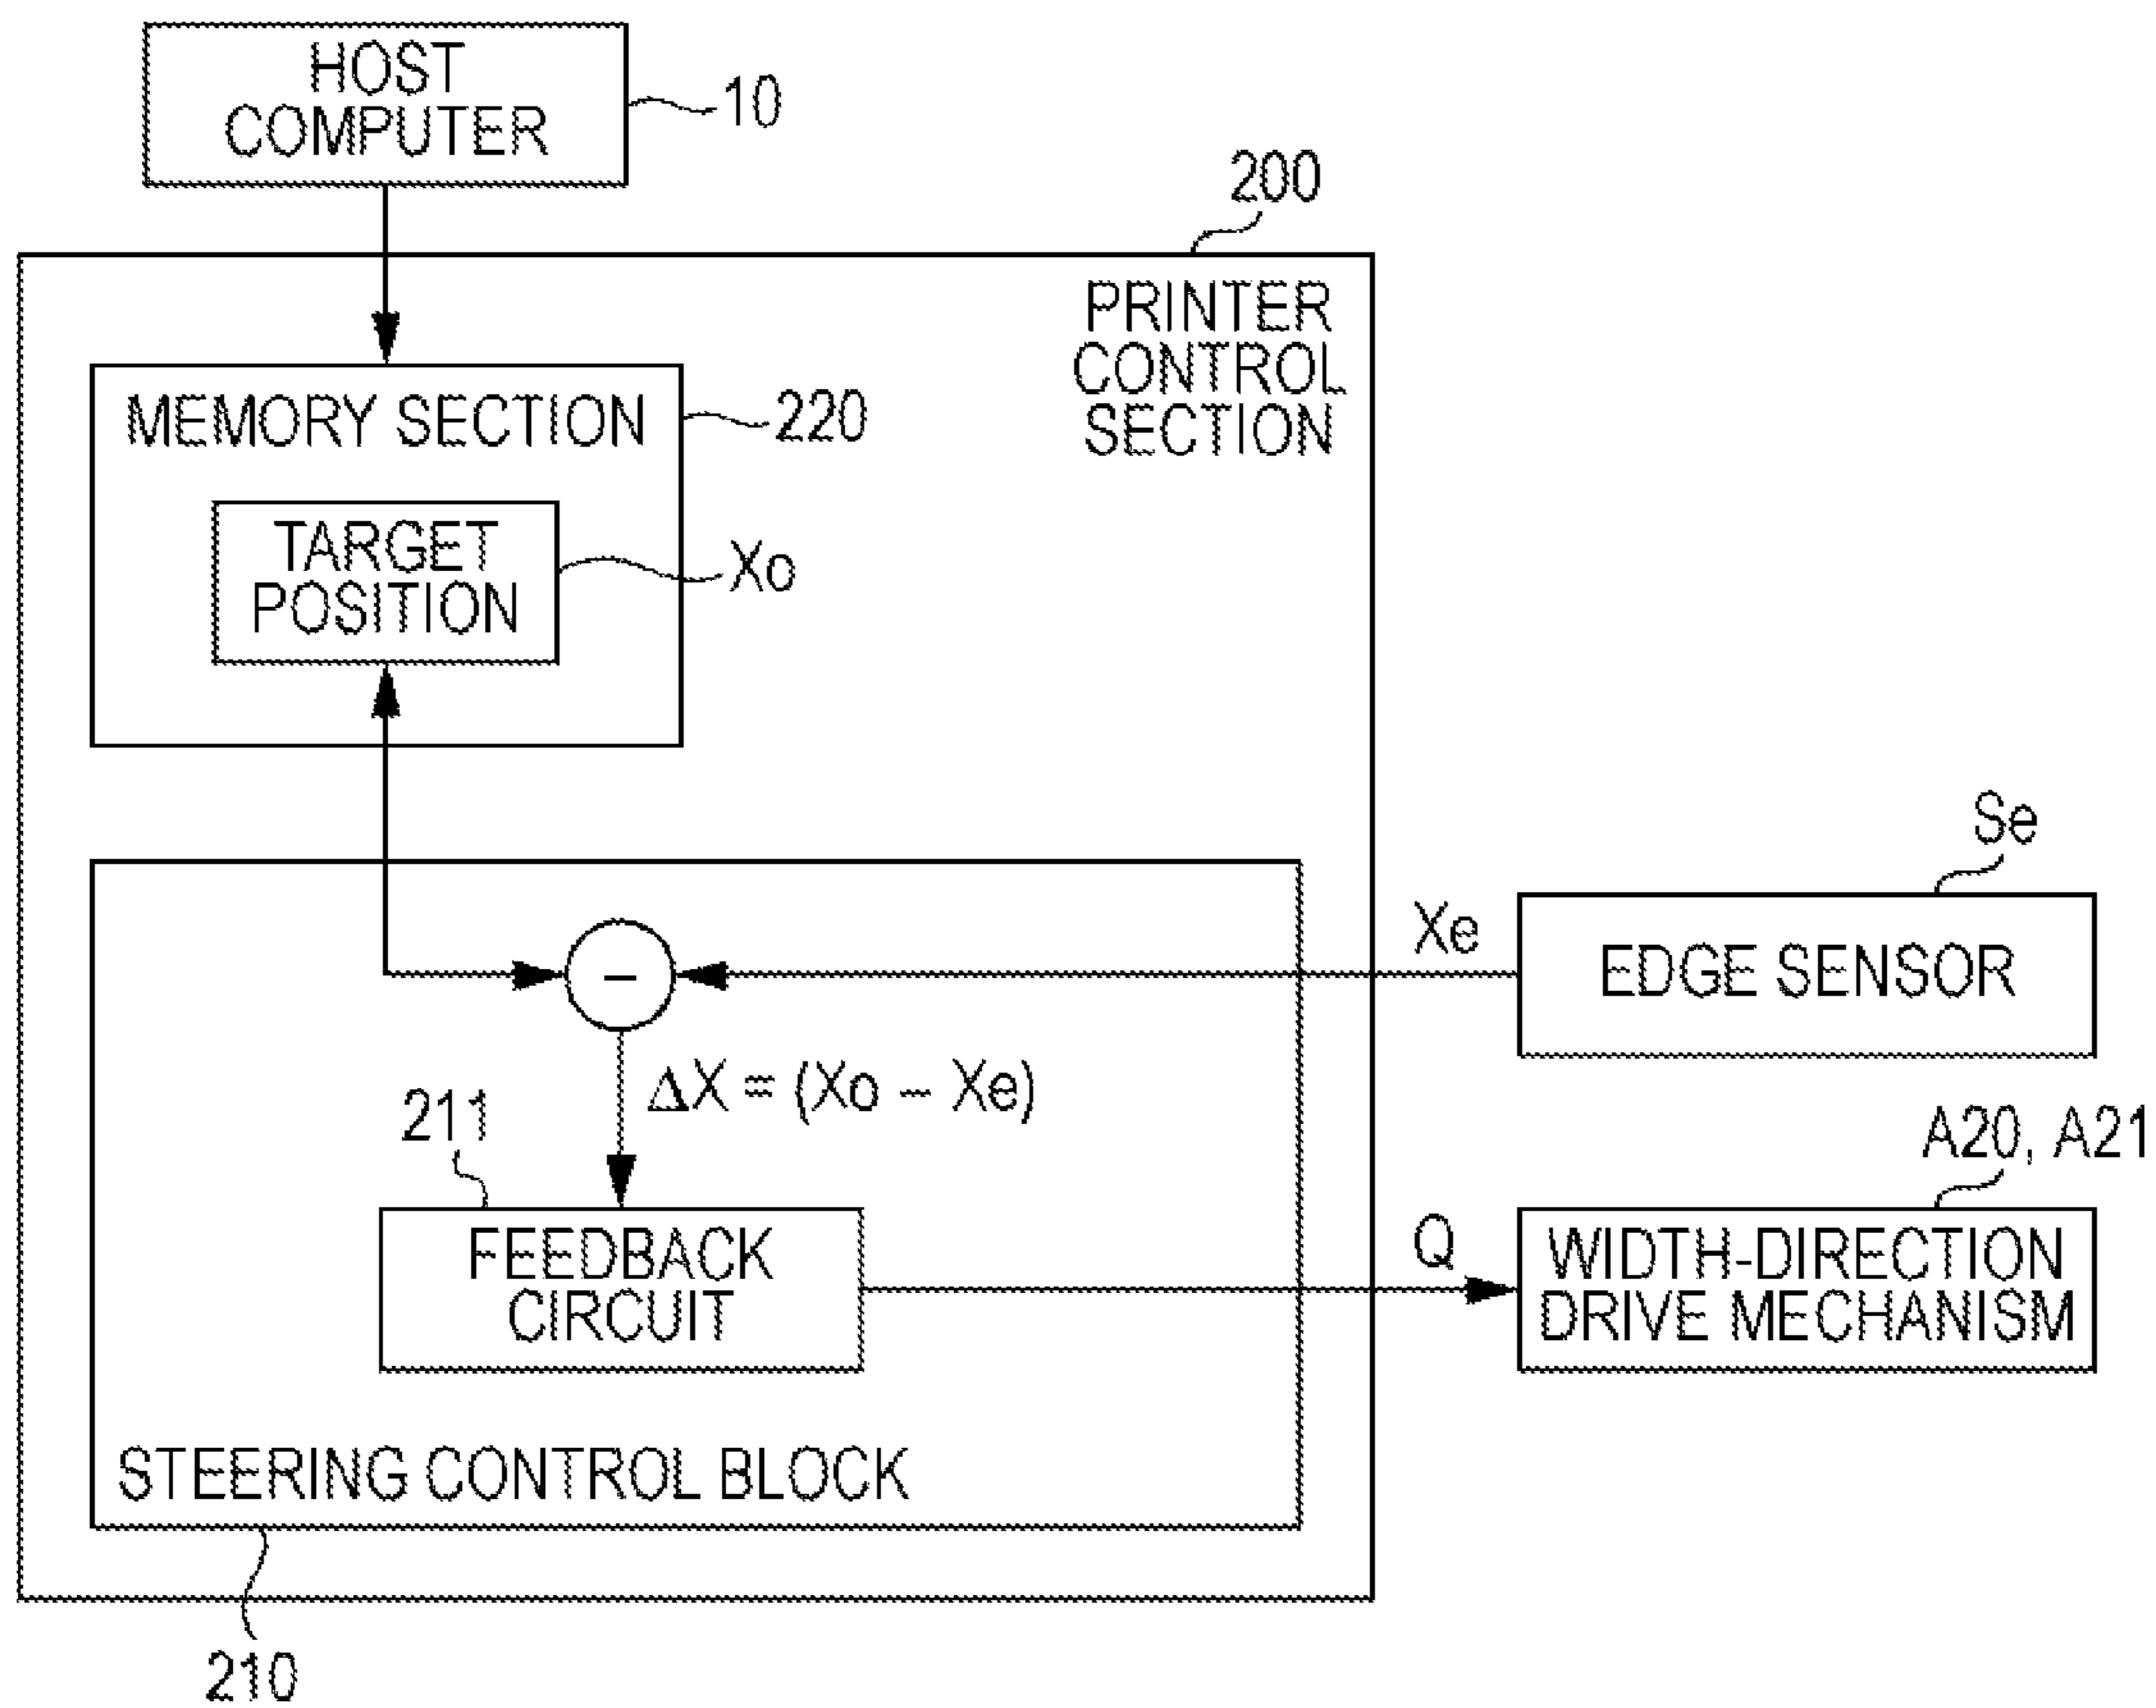 HOST
COMPUTER
10
200
PRINTER
CONTROL
SECTION
MEMORY SECTION
220
TARGET
POSITION
Xo
Se
Xe
EDGE SENSOR
–
ΔX = (Xo – Xe)
211
A20, A21
FEEDBACK
CIRCUIT
Q
WIDTH-DIRECTION
DRIVE MECHANISM
STEERING CONTROL BLOCK
210